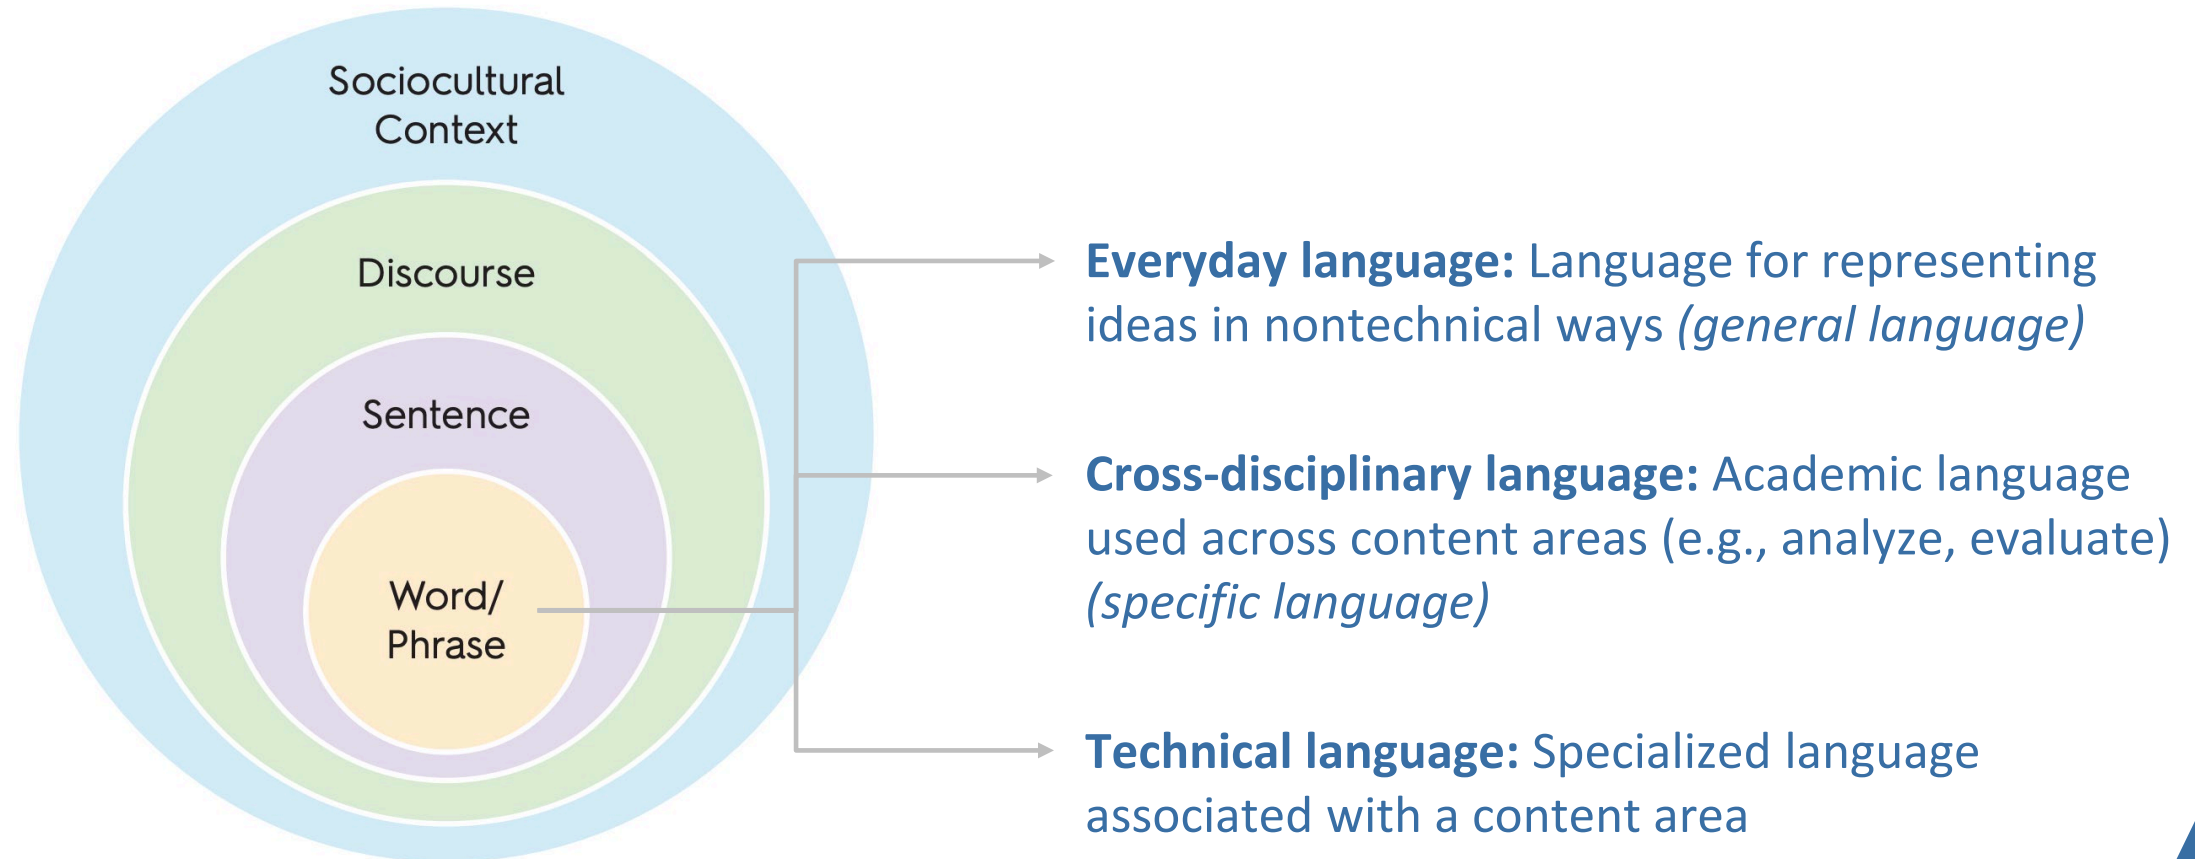 Sociocultural
Context
Discourse
Sentence
Word/
Phrase
Everyday language: Language for representing
ideas in nontechnical ways (general language)
Cross-disciplinary language: Academic language
used across content areas (e.g., analyze, evaluate)
(specific language)
Technical language: Specialized language
associated with a content area